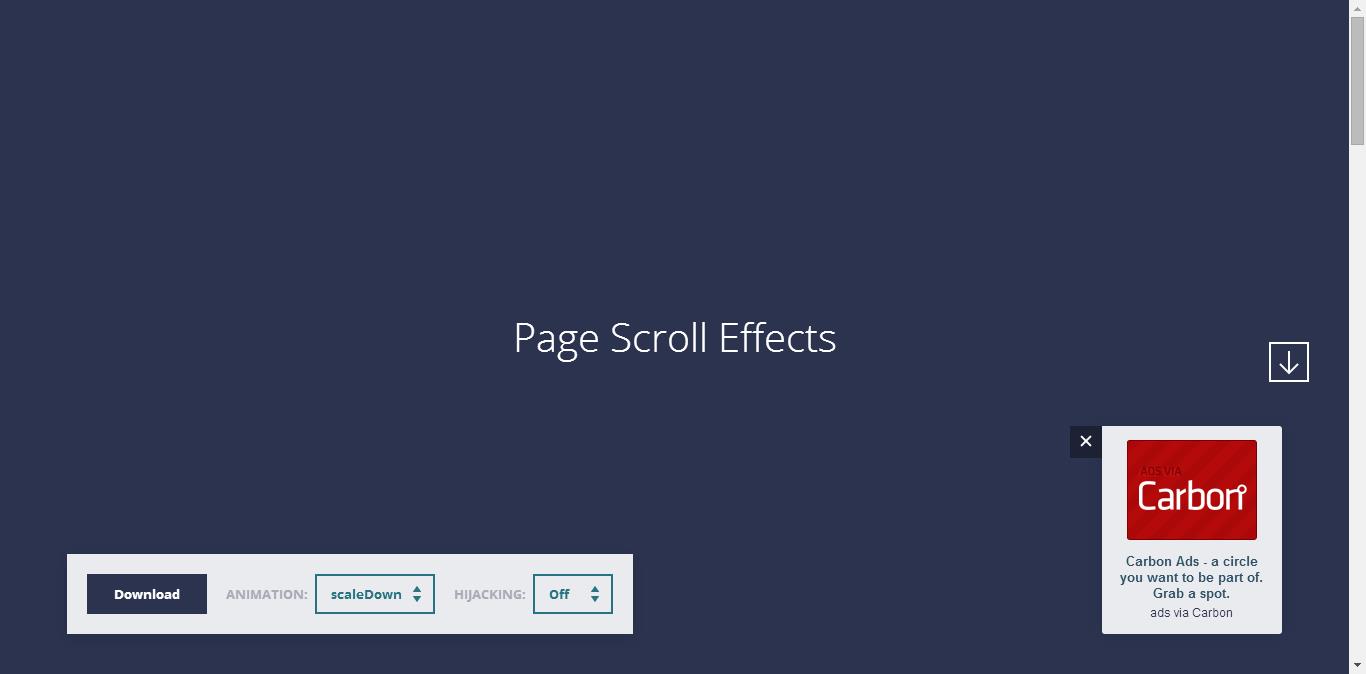 Page Scroll Effects
ADS VIA
Carbon
Carbon Ads - a circle
you want to be part of.
Grab a spot.
ads via Carbon
Download ANIMATION: scaleDown HIJACKING: Off